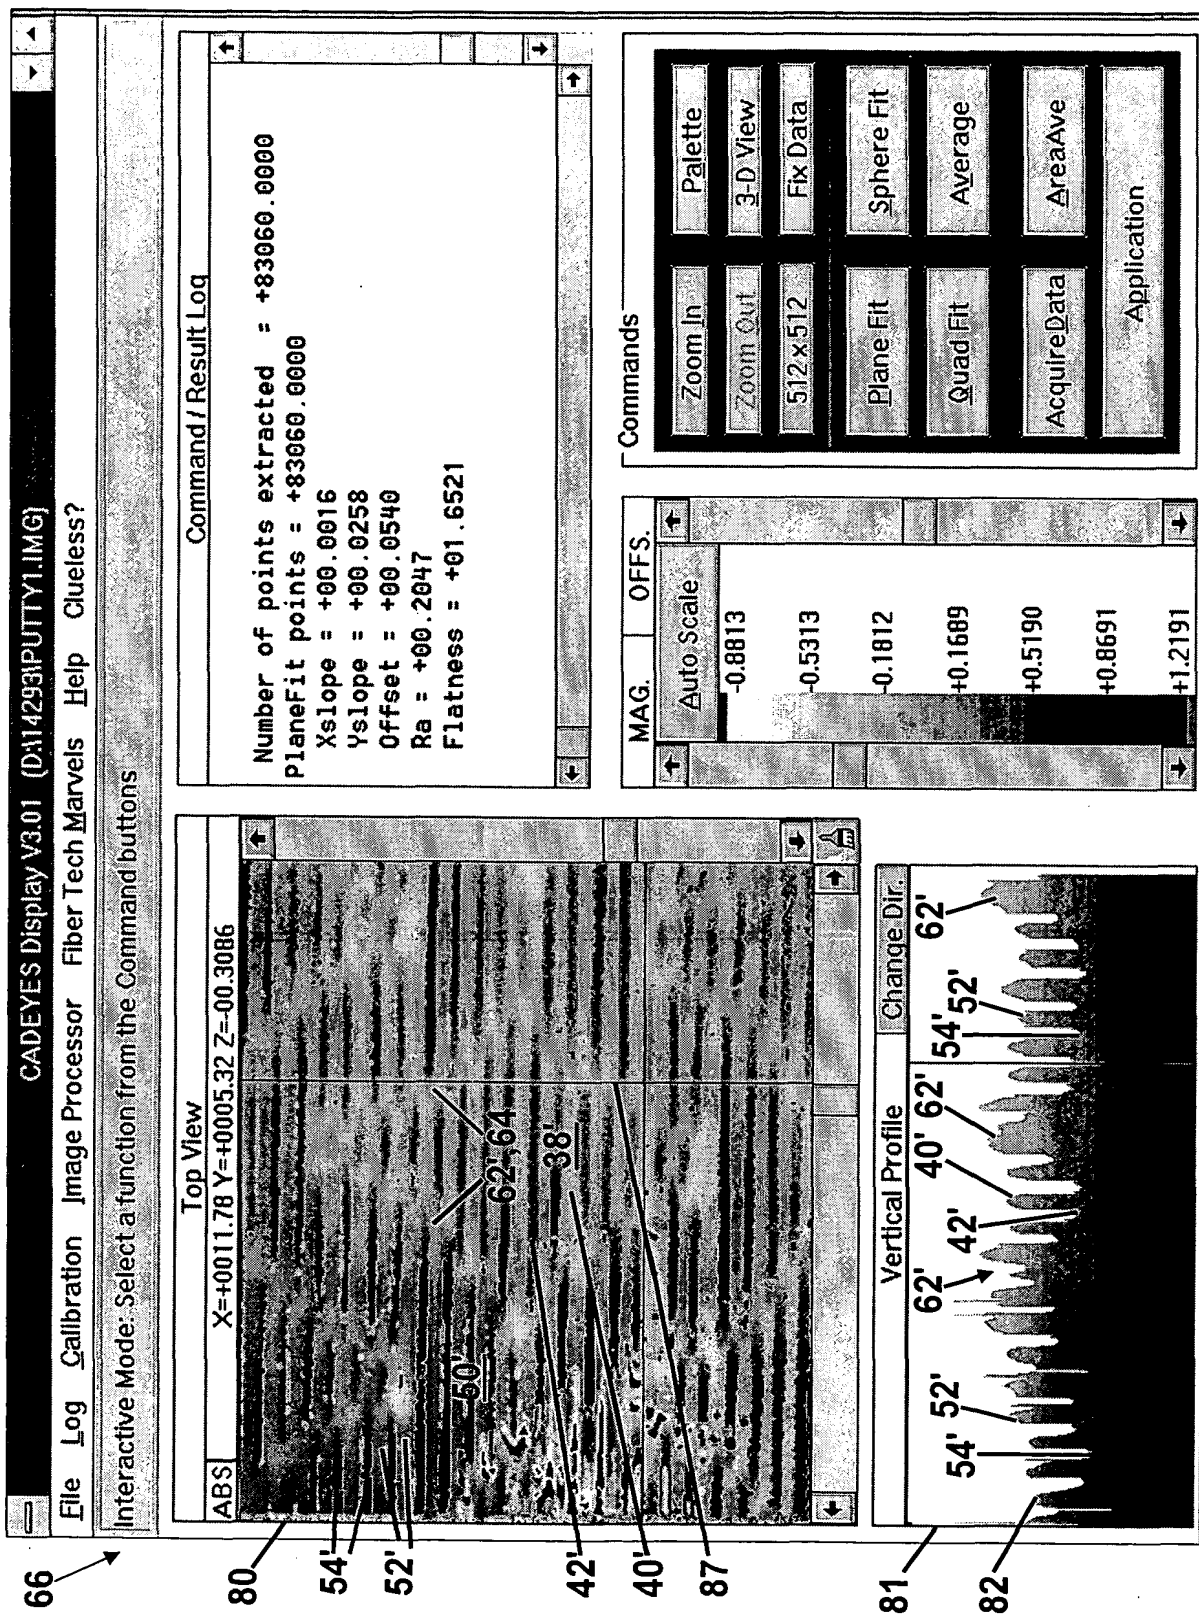 66
CADEYES Display V3.01 (D:\14293\PUTTY1.IMG)
File Log Calibration Image Processor Fiber Tech Marvels Help Clueless?
Interactive Mode: Select a function from the Command buttons
Top View
ABS X=+0011.78 Y=+0005.32 Z=-00.3086
80
54'
52'
50'
62',64
38'
42'
40'
87
Command / Result Log
Number of points extracted = +83060.0000
PlaneFit points = +83060.0000
Xslope = +00.0016
Yslope = +00.0258
Offset = +00.0540
Ra = +00.2047
Flatness = +01.6521
Vertical Profile
Change Dir.
81
82
54'
52'
62'
42'
40'
62'
54'
52'
62'
MAG. OFFS.
Auto Scale
-0.8813
-0.5313
-0.1812
+0.1689
+0.5190
+0.8691
+1.2191
Commands
Zoom In Palette
Zoom Out 3-D View
512x512 Fix Data
Plane Fit Sphere Fit
Quad Fit Average
AcquireData AreaAve
Application